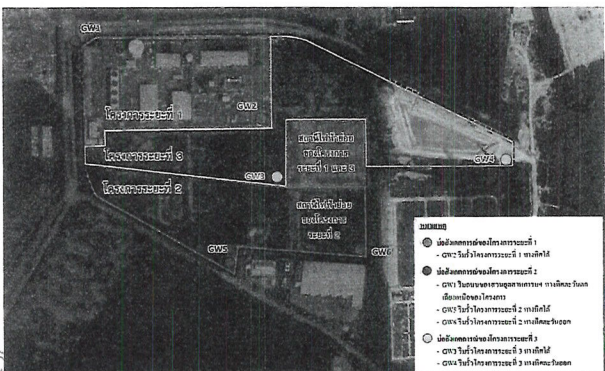 GW1
โครงการระยะที่ 1
GW2
สถานีไฟฟ้าย่อย
ของโครงการ
ระยะที่ 1 และ 3
โครงการระยะที่ 3
GW3
GW4
โครงการระยะที่ 2
สถานีไฟฟ้าย่อย
ของโครงการ
ระยะที่ 2
GW5
GW6
หมายเหตุ
บ่อสังเกตการณ์ของโครงการระยะที่ 1
- GW2 ริมรั้วโครงการระยะที่ 1 ทางทิศใต้
บ่อสังเกตการณ์ของโครงการระยะที่ 2
- GW1 ริมถนนของสวนอุตสาหกรรมฯ ทางทิศตะวันตก
เฉียงเหนือของโครงการ
- GW5 ริมรั้วโครงการระยะที่ 2 ทางทิศใต้
- GW6 ริมรั้วโครงการระยะที่ 2 ทางทิศตะวันออก
บ่อสังเกตการณ์ของโครงการระยะที่ 3
- GW3 ริมรั้วโครงการระยะที่ 3 ทางทิศใต้
- GW4 ริมรั้วโครงการระยะที่ 3 ทางทิศตะวันออก